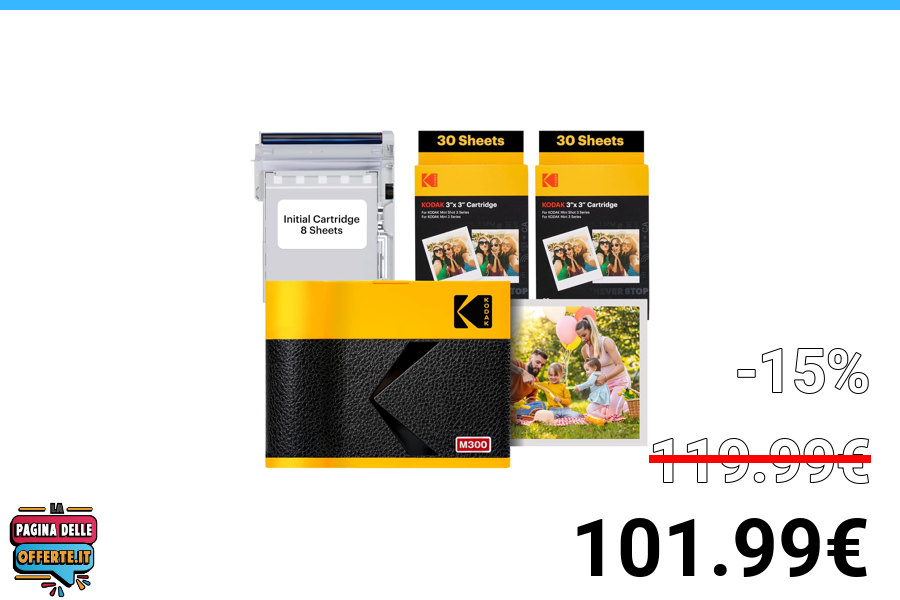 30 Sheets
30 Sheets
KODAK 3"x 3" Cartridge
For KODAK Mini Shot 3 Series
For KODAK Mini 3 Series
KODAK 3"x 3" Cartridge
For KODAK Mini Shot 3 Series
For KODAK Mini 3 Series
Initial Cartridge
8 Sheets
NEVER STOP
KODAK
M300
-15%
119.99€
101.99€
LA
PAGINA DELLE
OFFERTE.IT